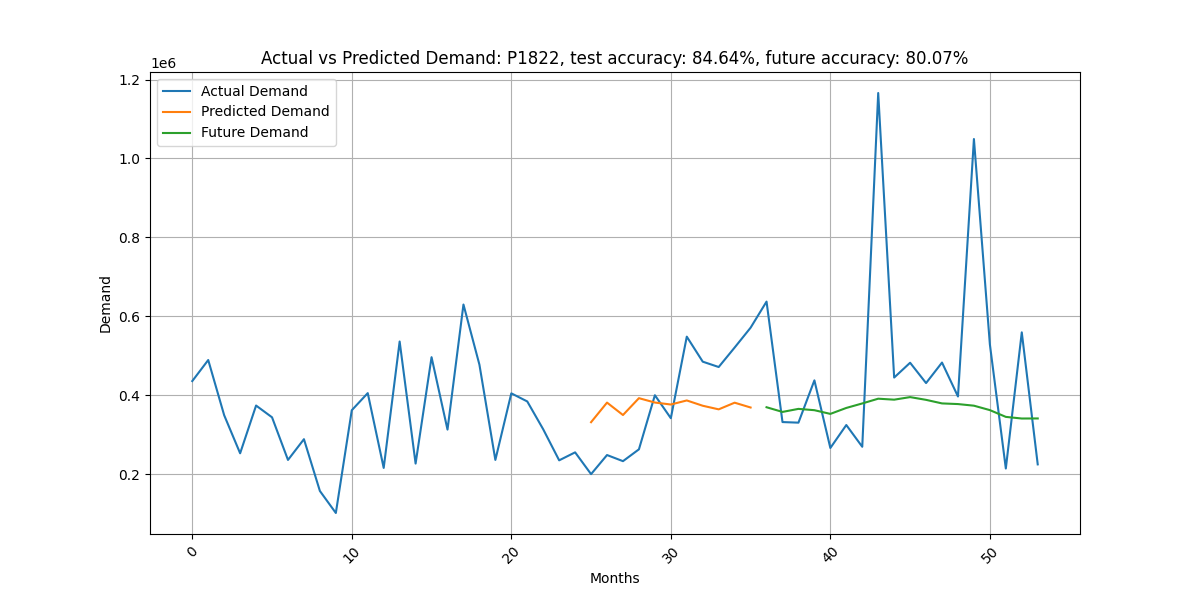 Actual vs Predicted Demand: P1822, test accuracy: 84.64%, future accuracy: 80.07%
1e6
1.2
1.0
0.8
0.6
0.4
0.2
Demand
Actual Demand
Predicted Demand
Future Demand
0
10
20
30
40
50
Months